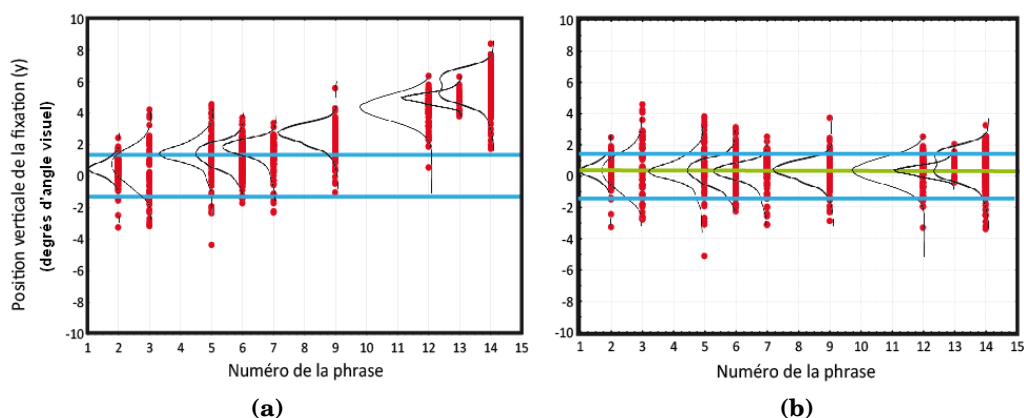 Position verticale de la fixation (y)
(degrés d'angle visuel)
10
8
6
4
2
0
-2
-4
-6
-8
-10
1 2 3 4 5 6 7 8 9 10 11 12 13 14 15
Numéro de la phrase
(a)
10
8
6
4
2
0
-2
-4
-6
-8
-10
1 2 3 4 5 6 7 8 9 10 11 12 13 14 15
Numéro de la phrase
(b)